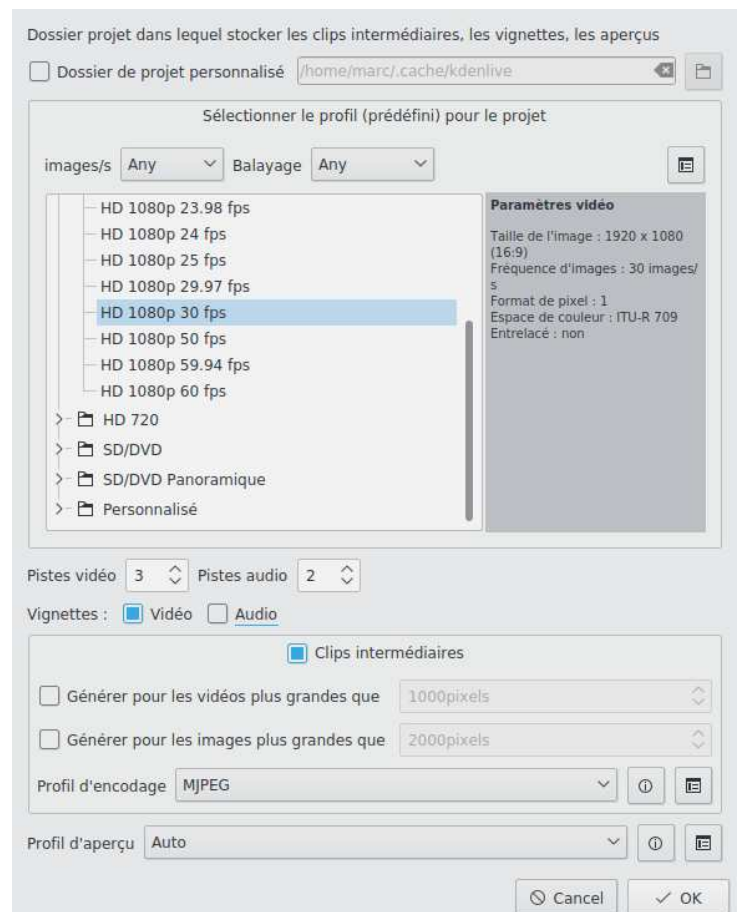 Dossier projet dans lequel stocker les clips intermédiaires, les vignettes, les aperçus
Dossier de projet personnalisé /home/marc/.cache/kdenlive
Sélectionner le profil (prédéfini) pour le projet
images/s Any Balayage Any
HD 1080p 23.98 fps
HD 1080p 24 fps
HD 1080p 25 fps
HD 1080p 29.97 fps
HD 1080p 30 fps
HD 1080p 50 fps
HD 1080p 59.94 fps
HD 1080p 60 fps
HD 720
SD/DVD
SD/DVD Panoramique
Personnalisé
Paramètres vidéo
Taille de l'image : 1920 x 1080
(16:9)
Fréquence d'images : 30 images/
s
Format de pixel : 1
Espace de couleur : ITU-R 709
Entrelacé : non
Pistes vidéo 3 Pistes audio 2
Vignettes : Vidéo Audio
Clips intermédiaires
Générer pour les vidéos plus grandes que 1000pixels
Générer pour les images plus grandes que 2000pixels
Profil d'encodage MJPEG
Profil d'aperçu Auto
Cancel OK